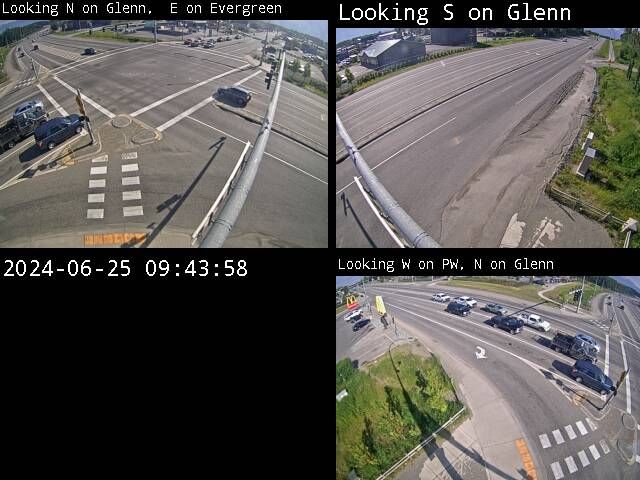 Looking N on Glenn,  E on Evergreen
Looking S on Glenn
2024-06-25 09:43:58
Looking W on PW, N on Glenn